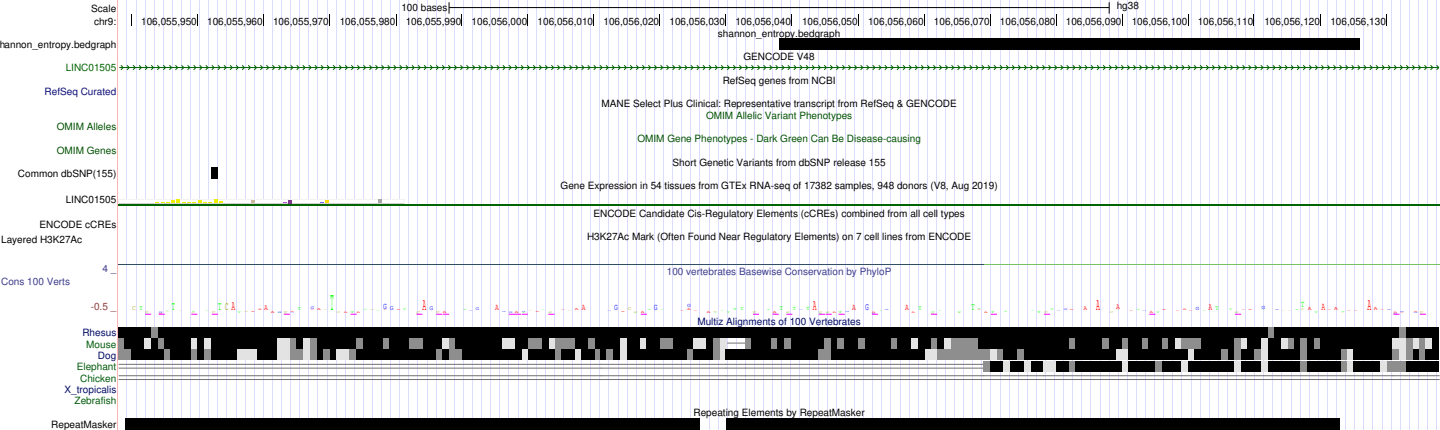 Scale 100 bases hg38
chr9: 106,055,950 106,055,960 106,055,970 106,055,980 106,055,990 106,056,000 106,056,010 106,056,020 106,056,030 106,056,040 106,056,050 106,056,060 106,056,070 106,056,080 106,056,090 106,056,100 106,056,110 106,056,120 106,056,130
shannon_entropy.bedgraph
hannon_entropy.bedgraph
GENCODE V48
LINC01505
RefSeq genes from NCBI
RefSeq Curated
MANE Select Plus Clinical: Representative transcript from RefSeq & GENCODE
OMIM Allelic Variant Phenotypes
OMIM Alleles
OMIM Gene Phenotypes - Dark Green Can Be Disease-causing
OMIM Genes
Short Genetic Variants from dbSNP release 155
Common dbSNP(155)
Gene Expression in 54 tissues from GTEx RNA-seq of 17382 samples, 948 donors (V8, Aug 2019)
LINC01505
ENCODE Candidate Cis-Regulatory Elements (cCREs) combined from all cell types
ENCODE cCREs
H3K27Ac Mark (Often Found Near Regulatory Elements) on 7 cell lines from ENCODE
Layered H3K27Ac
4 _
100 vertebrates Basewise Conservation by PhyloP
Cons 100 Verts
-0.5 _
Multiz Alignments of 100 Vertebrates
Rhesus
Mouse
Dog
Elephant
Chicken
X_tropicalis
Zebrafish
Repeating Elements by RepeatMasker
RepeatMasker